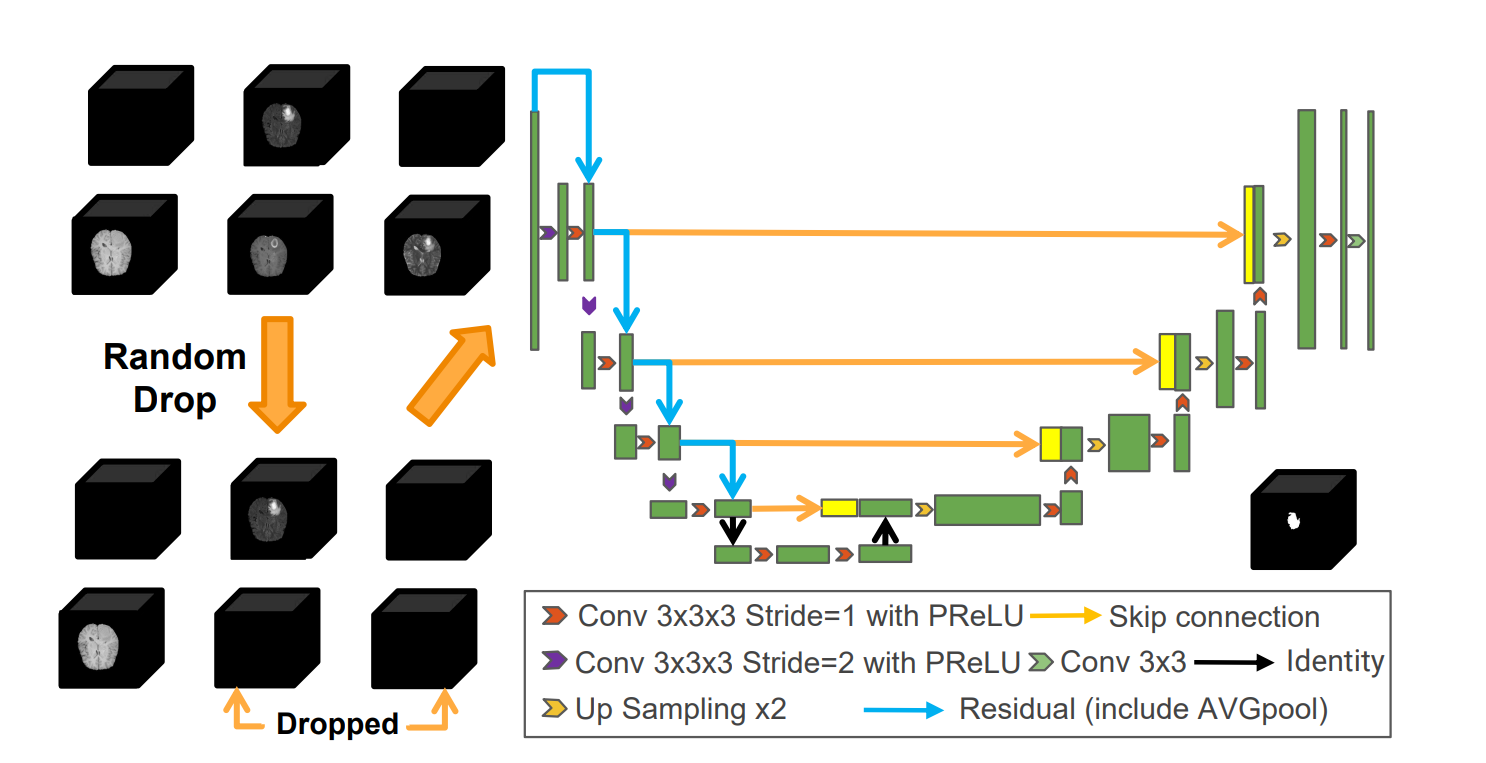 Random
Drop
Dropped
Conv 3x3x3 Stride=1 with PReLU
Skip connection
Conv 3x3x3 Stride=2 with PReLU
Conv 3x3
Identity
Up Sampling x2
Residual (include AVGpool)